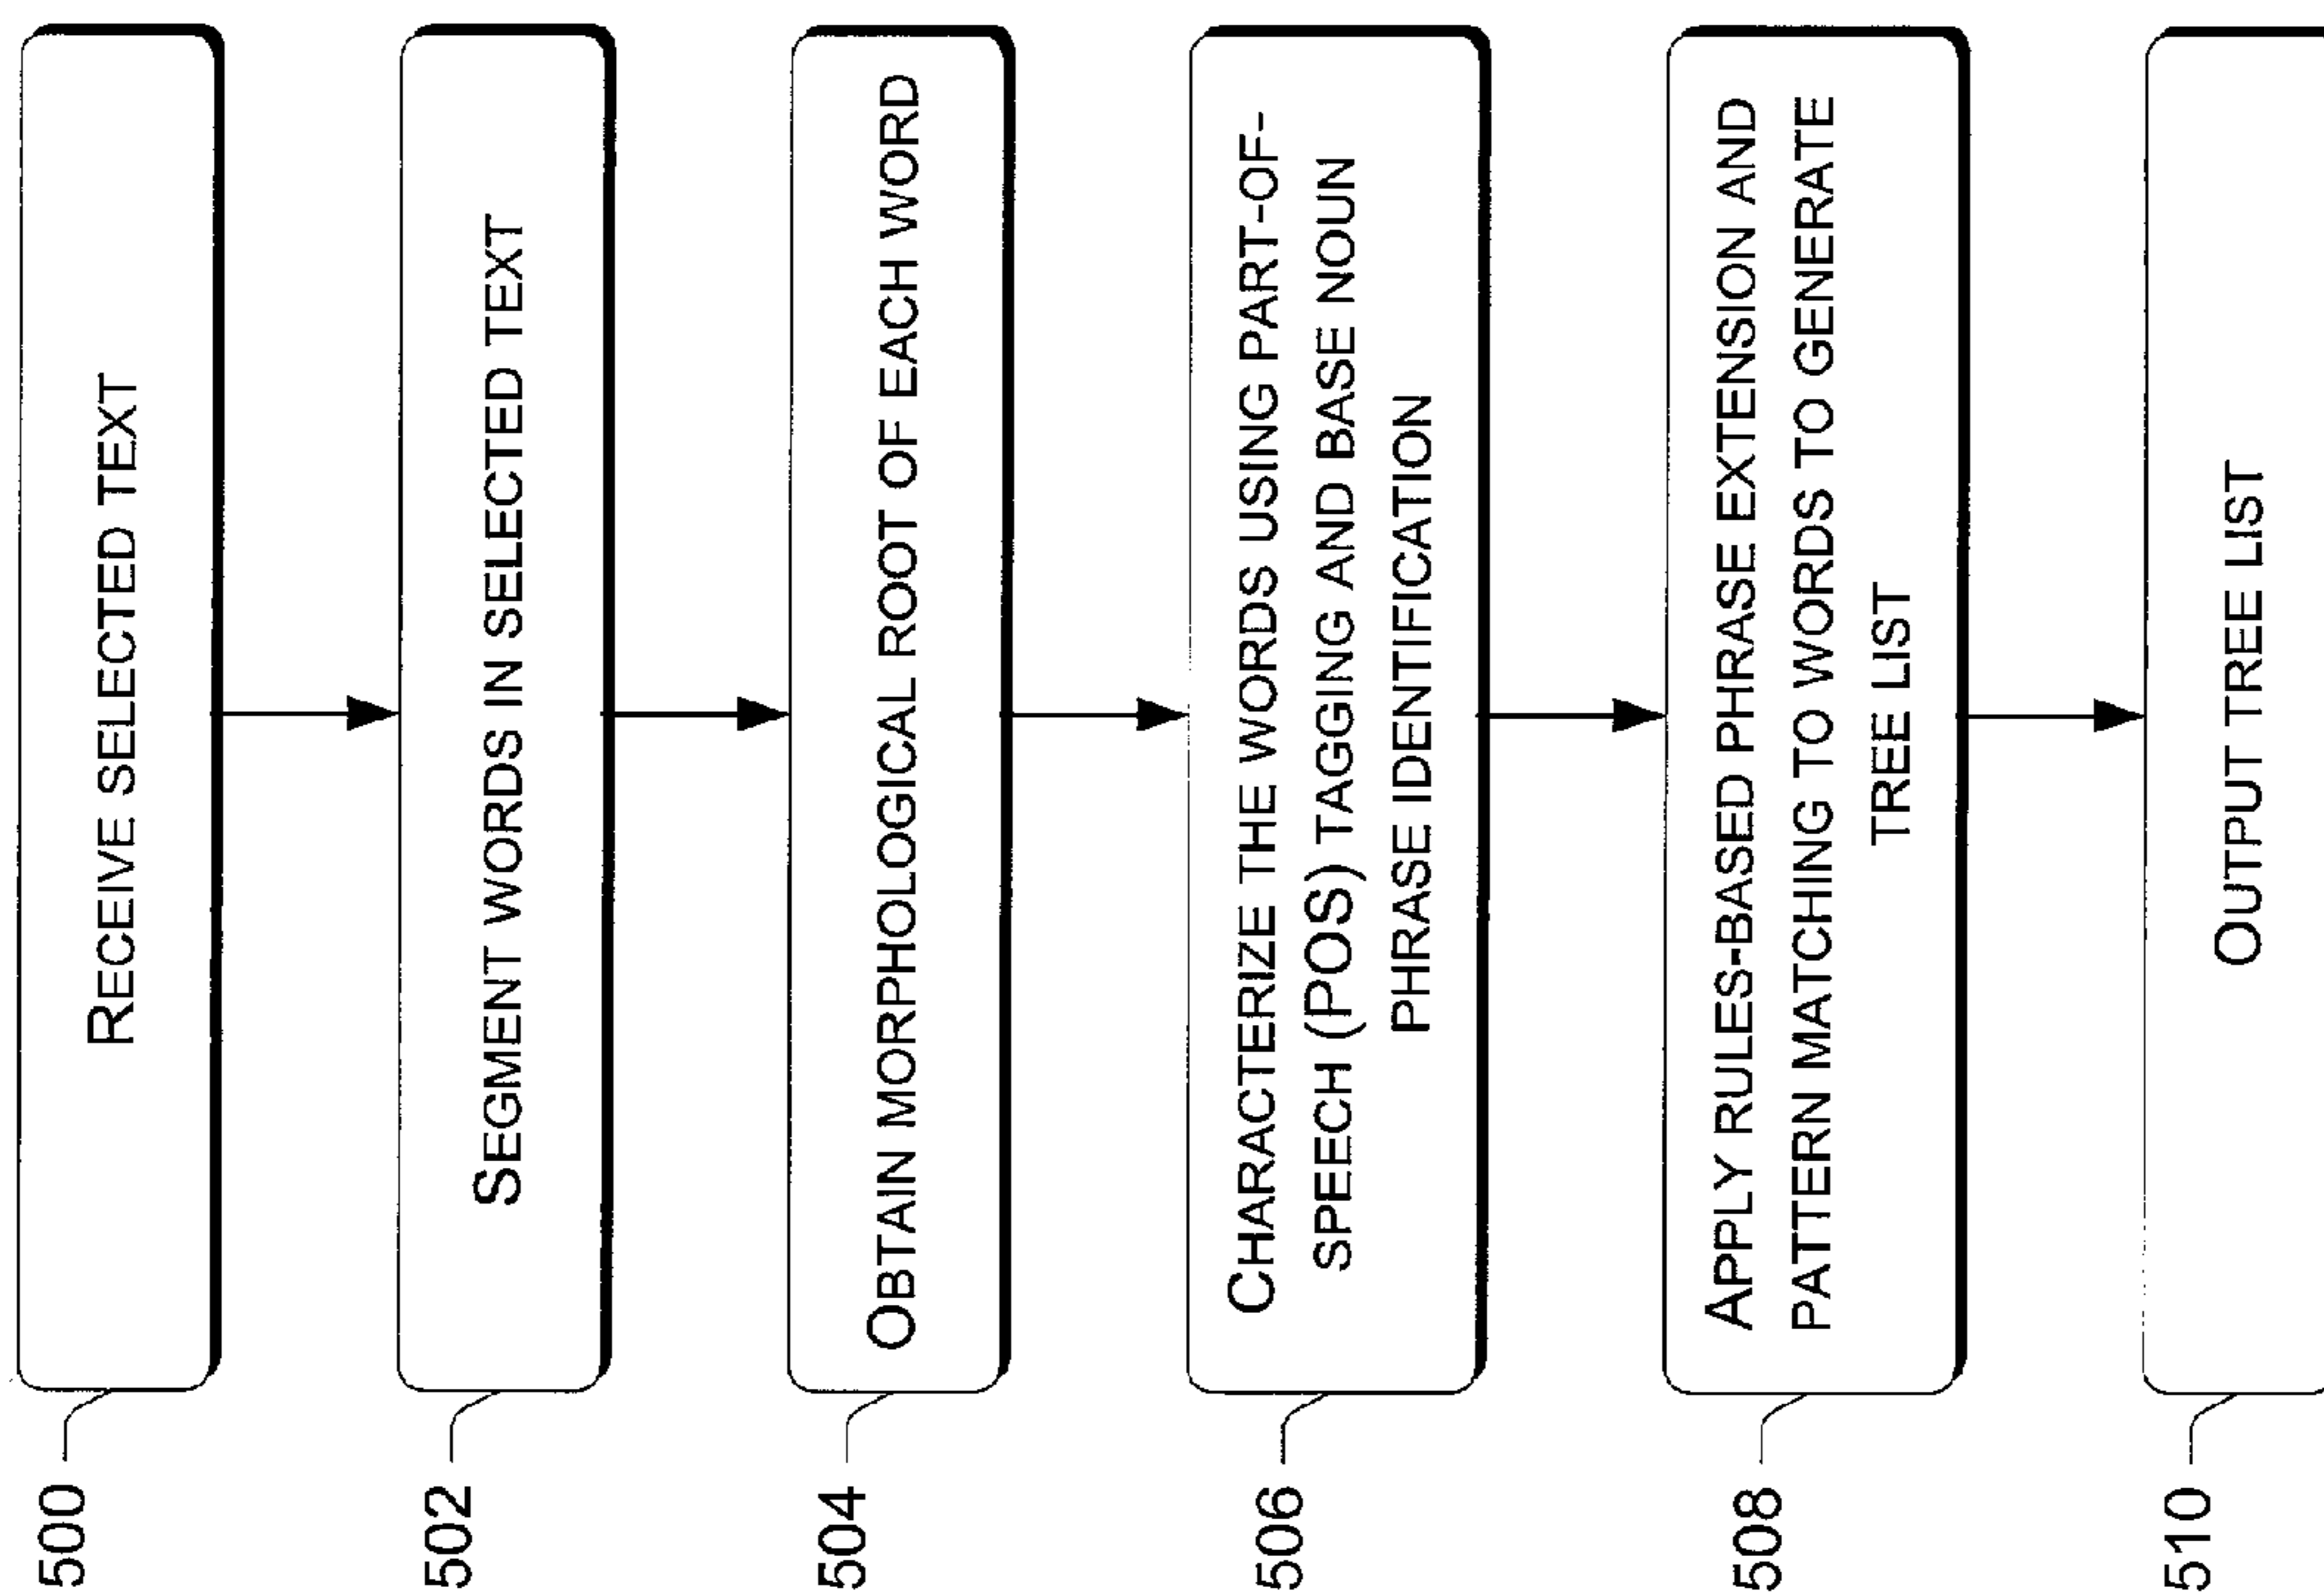 500
RECEIVE SELECTED TEXT
502
SEGMENT WORDS IN SELECTED TEXT
504
OBTAIN MORPHOLOGICAL ROOT OF EACH WORD
506
CHARACTERIZE THE WORDS USING PART-OF-
SPEECH (POS) TAGGING AND BASE NOUN
PHRASE IDENTIFICATION
508
APPLY RULES-BASED PHRASE EXTENSION AND
PATTERN MATCHING TO WORDS TO GENERATE
TREE LIST
510
OUTPUT TREE LIST